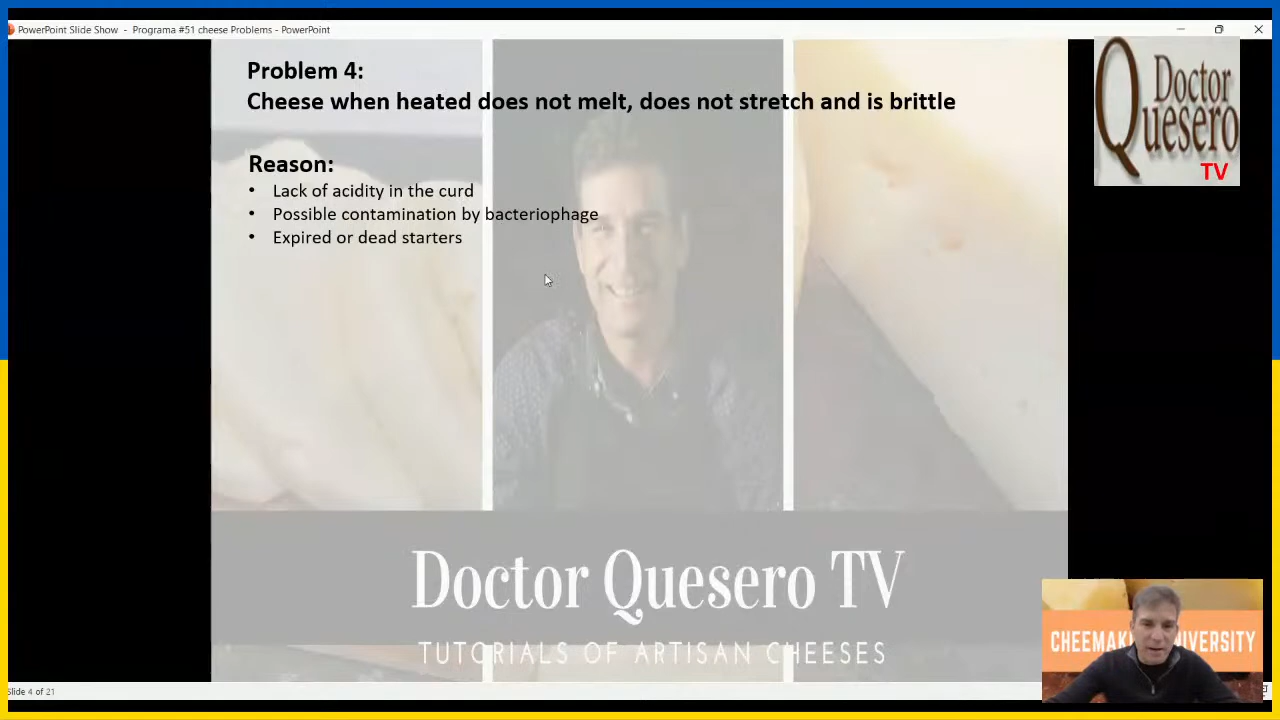 PowerPoint Slide Show - Programa #51 cheese Problems - PowerPoint
Problem 4:
Cheese when heated does not melt, does not stretch and is brittle
Reason:
• Lack of acidity in the curd
• Possible contamination by bacteriophage
• Expired or dead starters
Doctor
Quesero
TV
Doctor Quesero TV
TUTORIALS OF ARTISAN CHEESES
Slide 4 of 21